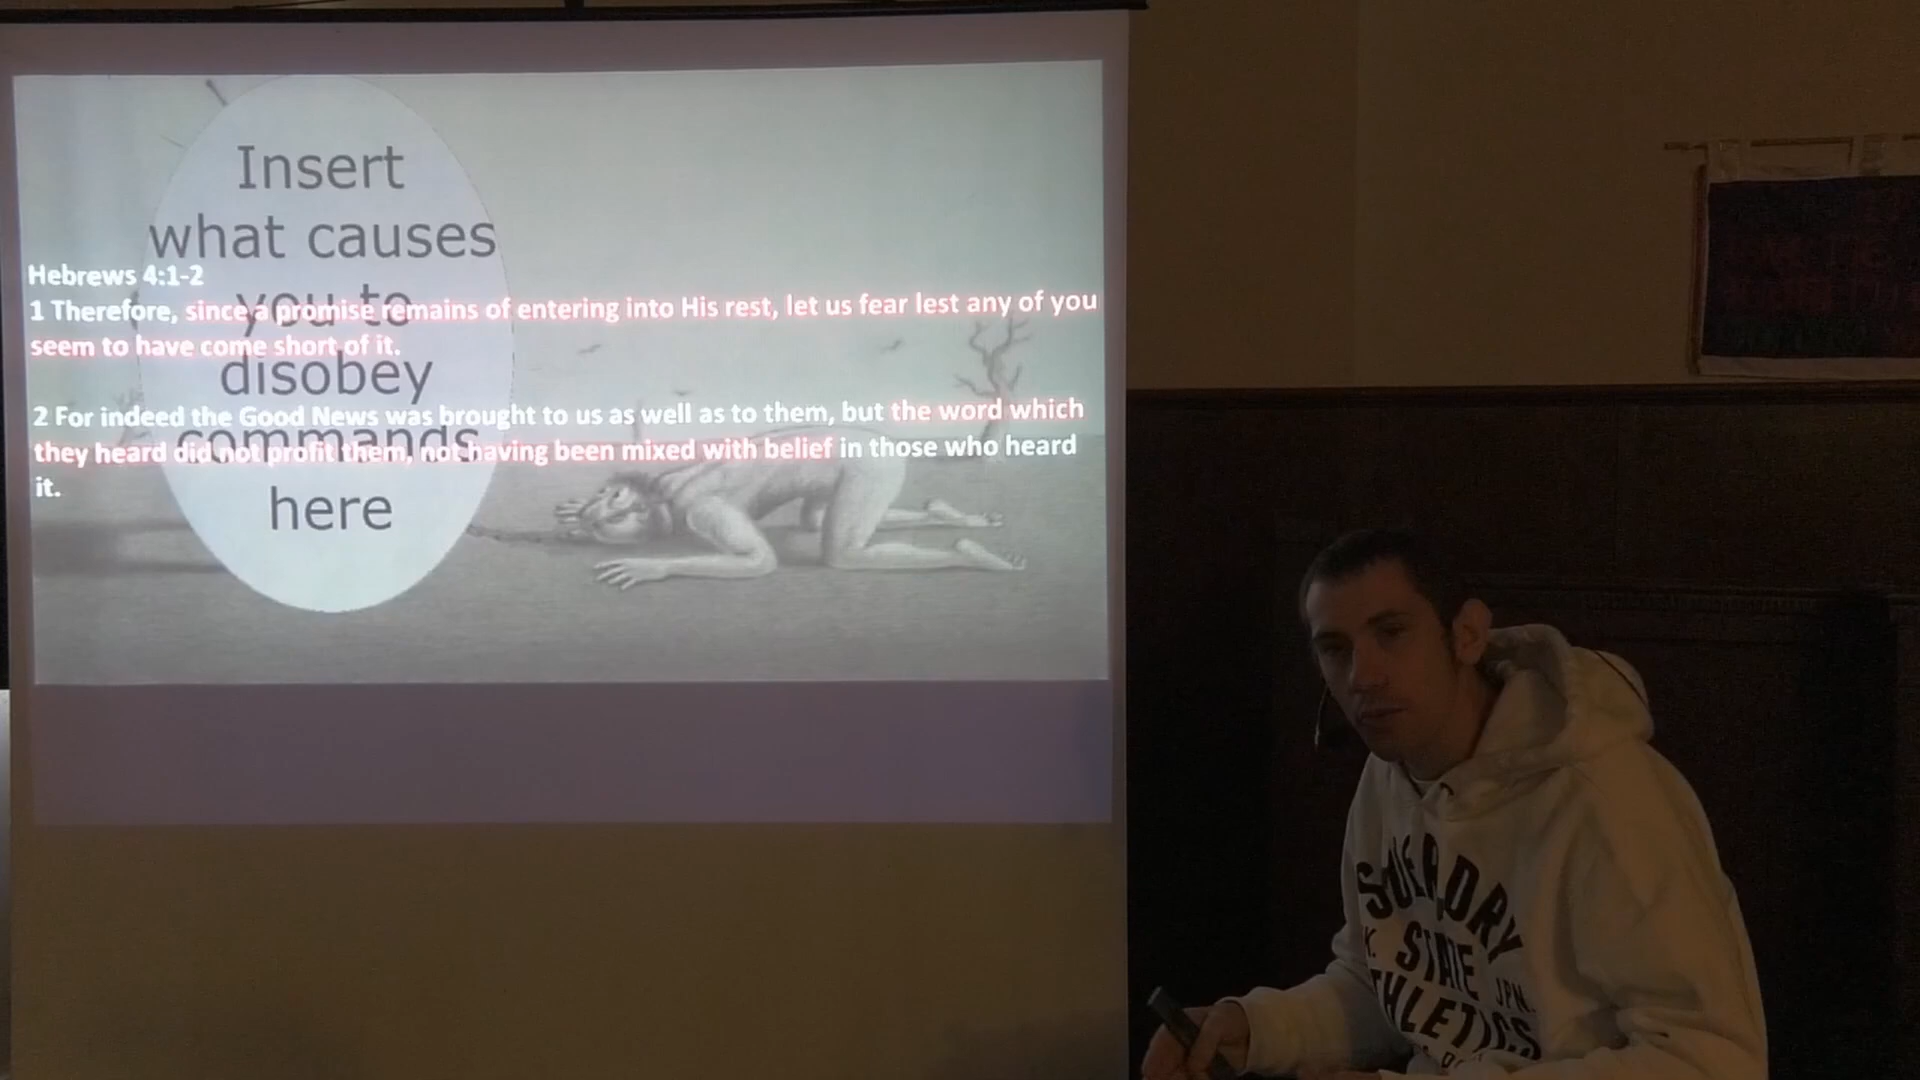 Insert
what causes
you to
disobey
commands
here
Hebrews 4:1-2
1 Therefore, since a promise remains of entering into His rest, let us fear lest any of you
seem to have come short of it.
2 For indeed the Good News was brought to us as well as to them, but the word which
they heard did not profit them, not having been mixed with belief in those who heard
it.
SUPERDRY
STATE
JPN.
ATHLETICS